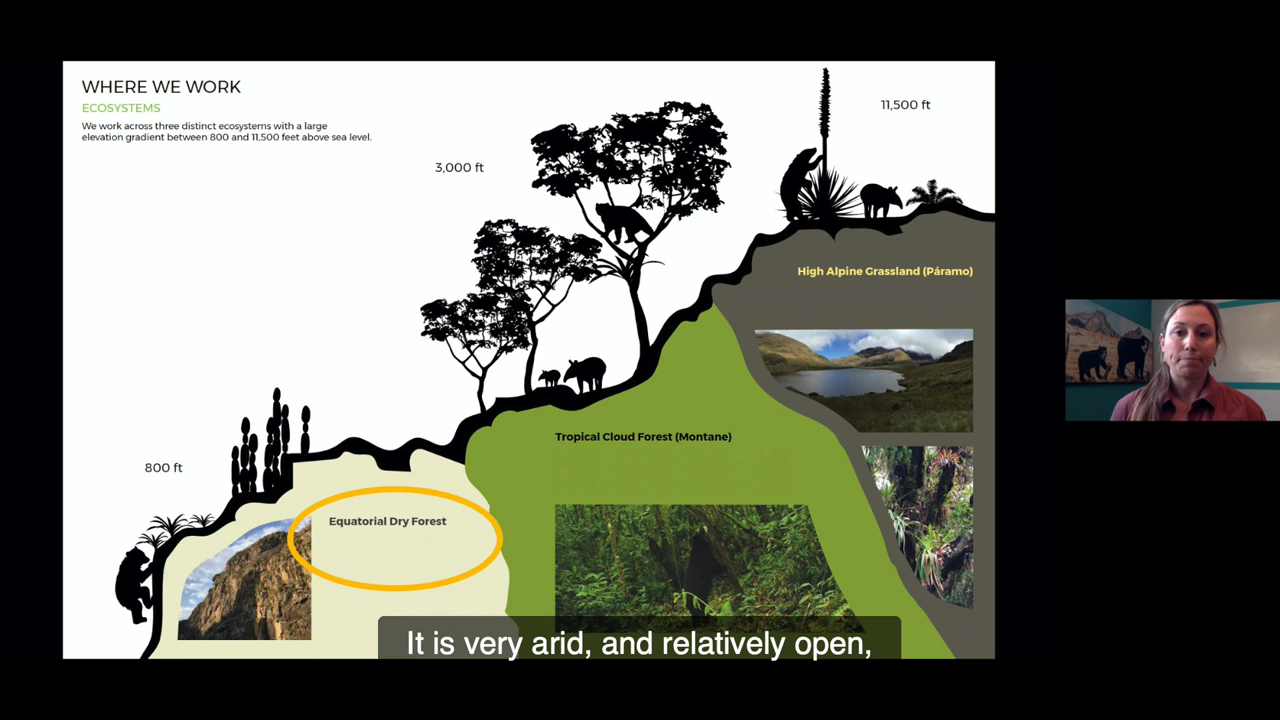 WHERE WE WORK
ECOSYSTEMS
We work across three distinct ecosystems with a large
elevation gradient between 800 and 11,500 feet above sea level.
11,500 ft
3,000 ft
High Alpine Grassland (Páramo)
Tropical Cloud Forest (Montane)
800 ft
Equatorial Dry Forest
It is very arid, and relatively open,